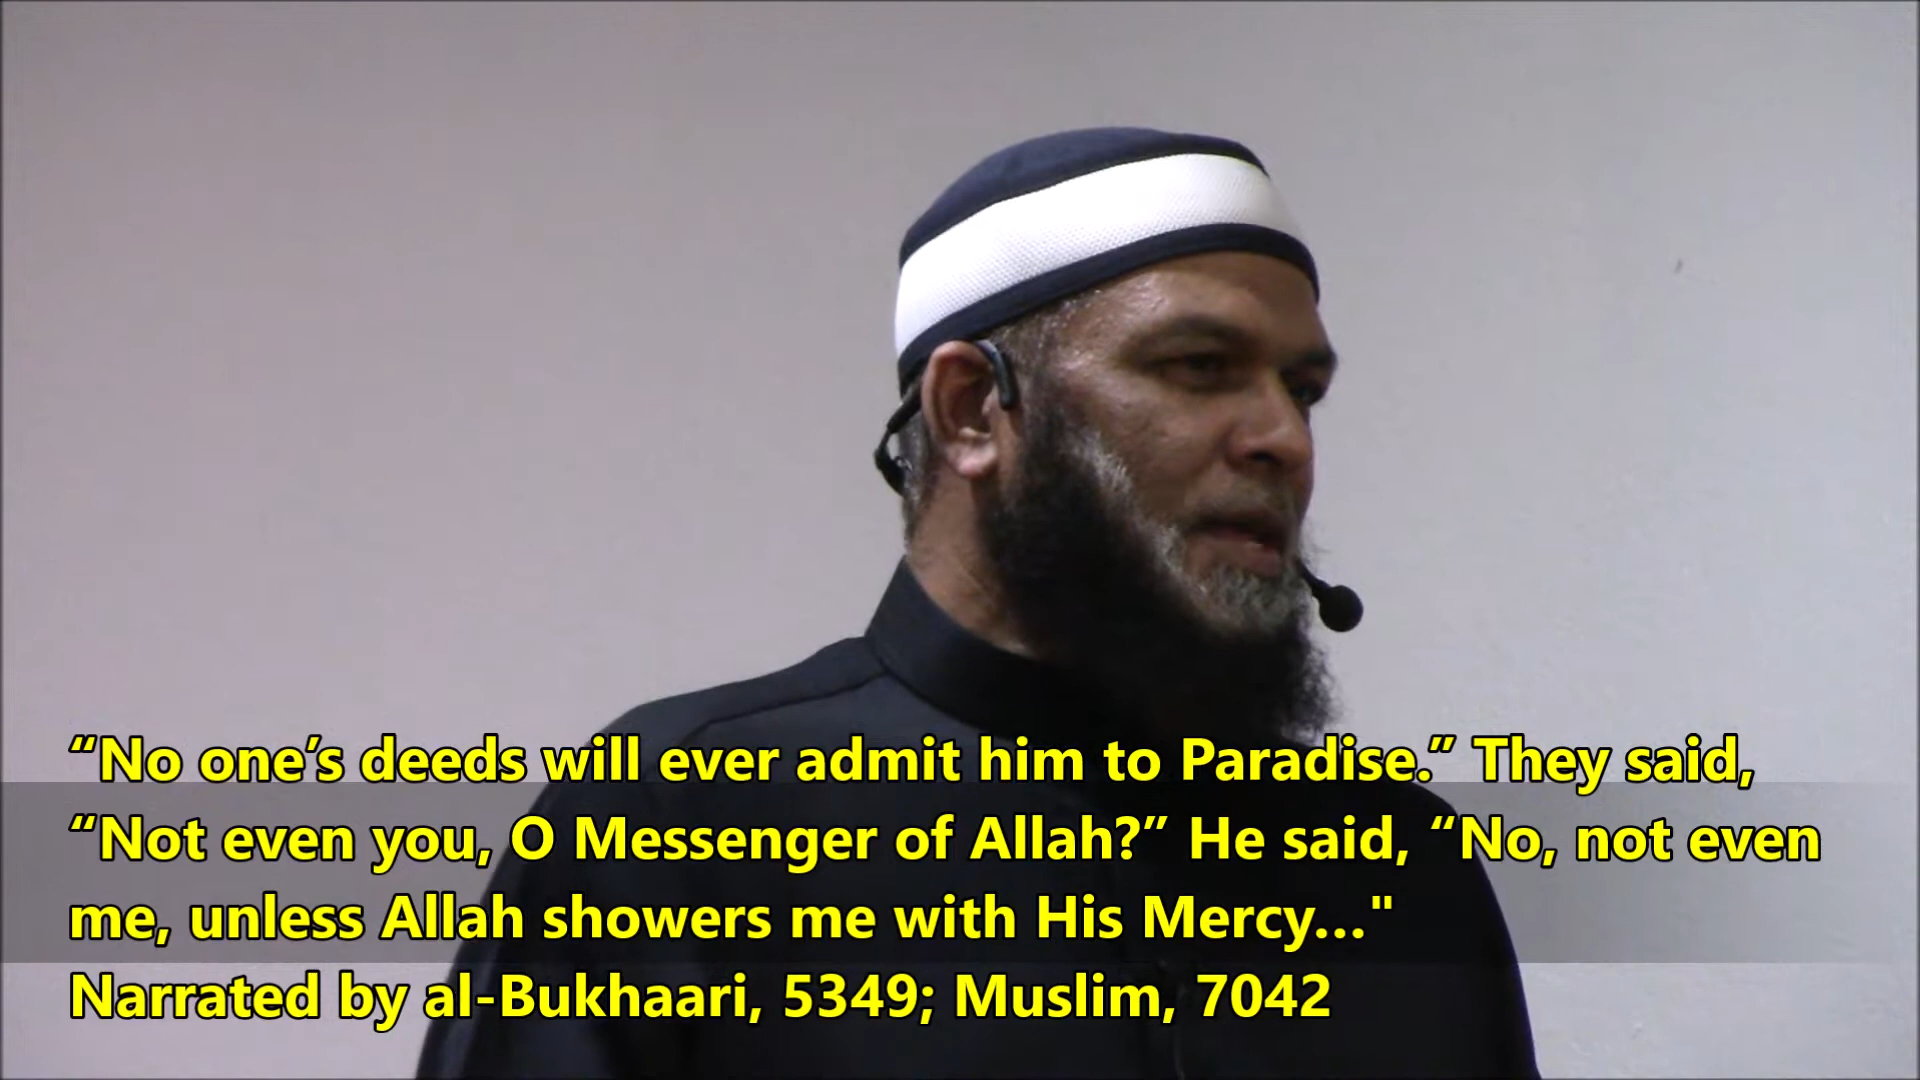 “No one’s deeds will ever admit him to Paradise.” They said,
“Not even you, O Messenger of Allah?” He said, “No, not even
me, unless Allah showers me with His Mercy..."
Narrated by al-Bukhaari, 5349; Muslim, 7042